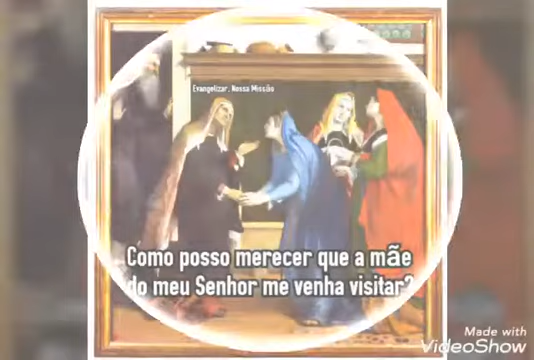 Evangelizar, Nossa Missão
Como posso merecer que a mãe
do meu Senhor me venha visitar?
Made with
VideoShow